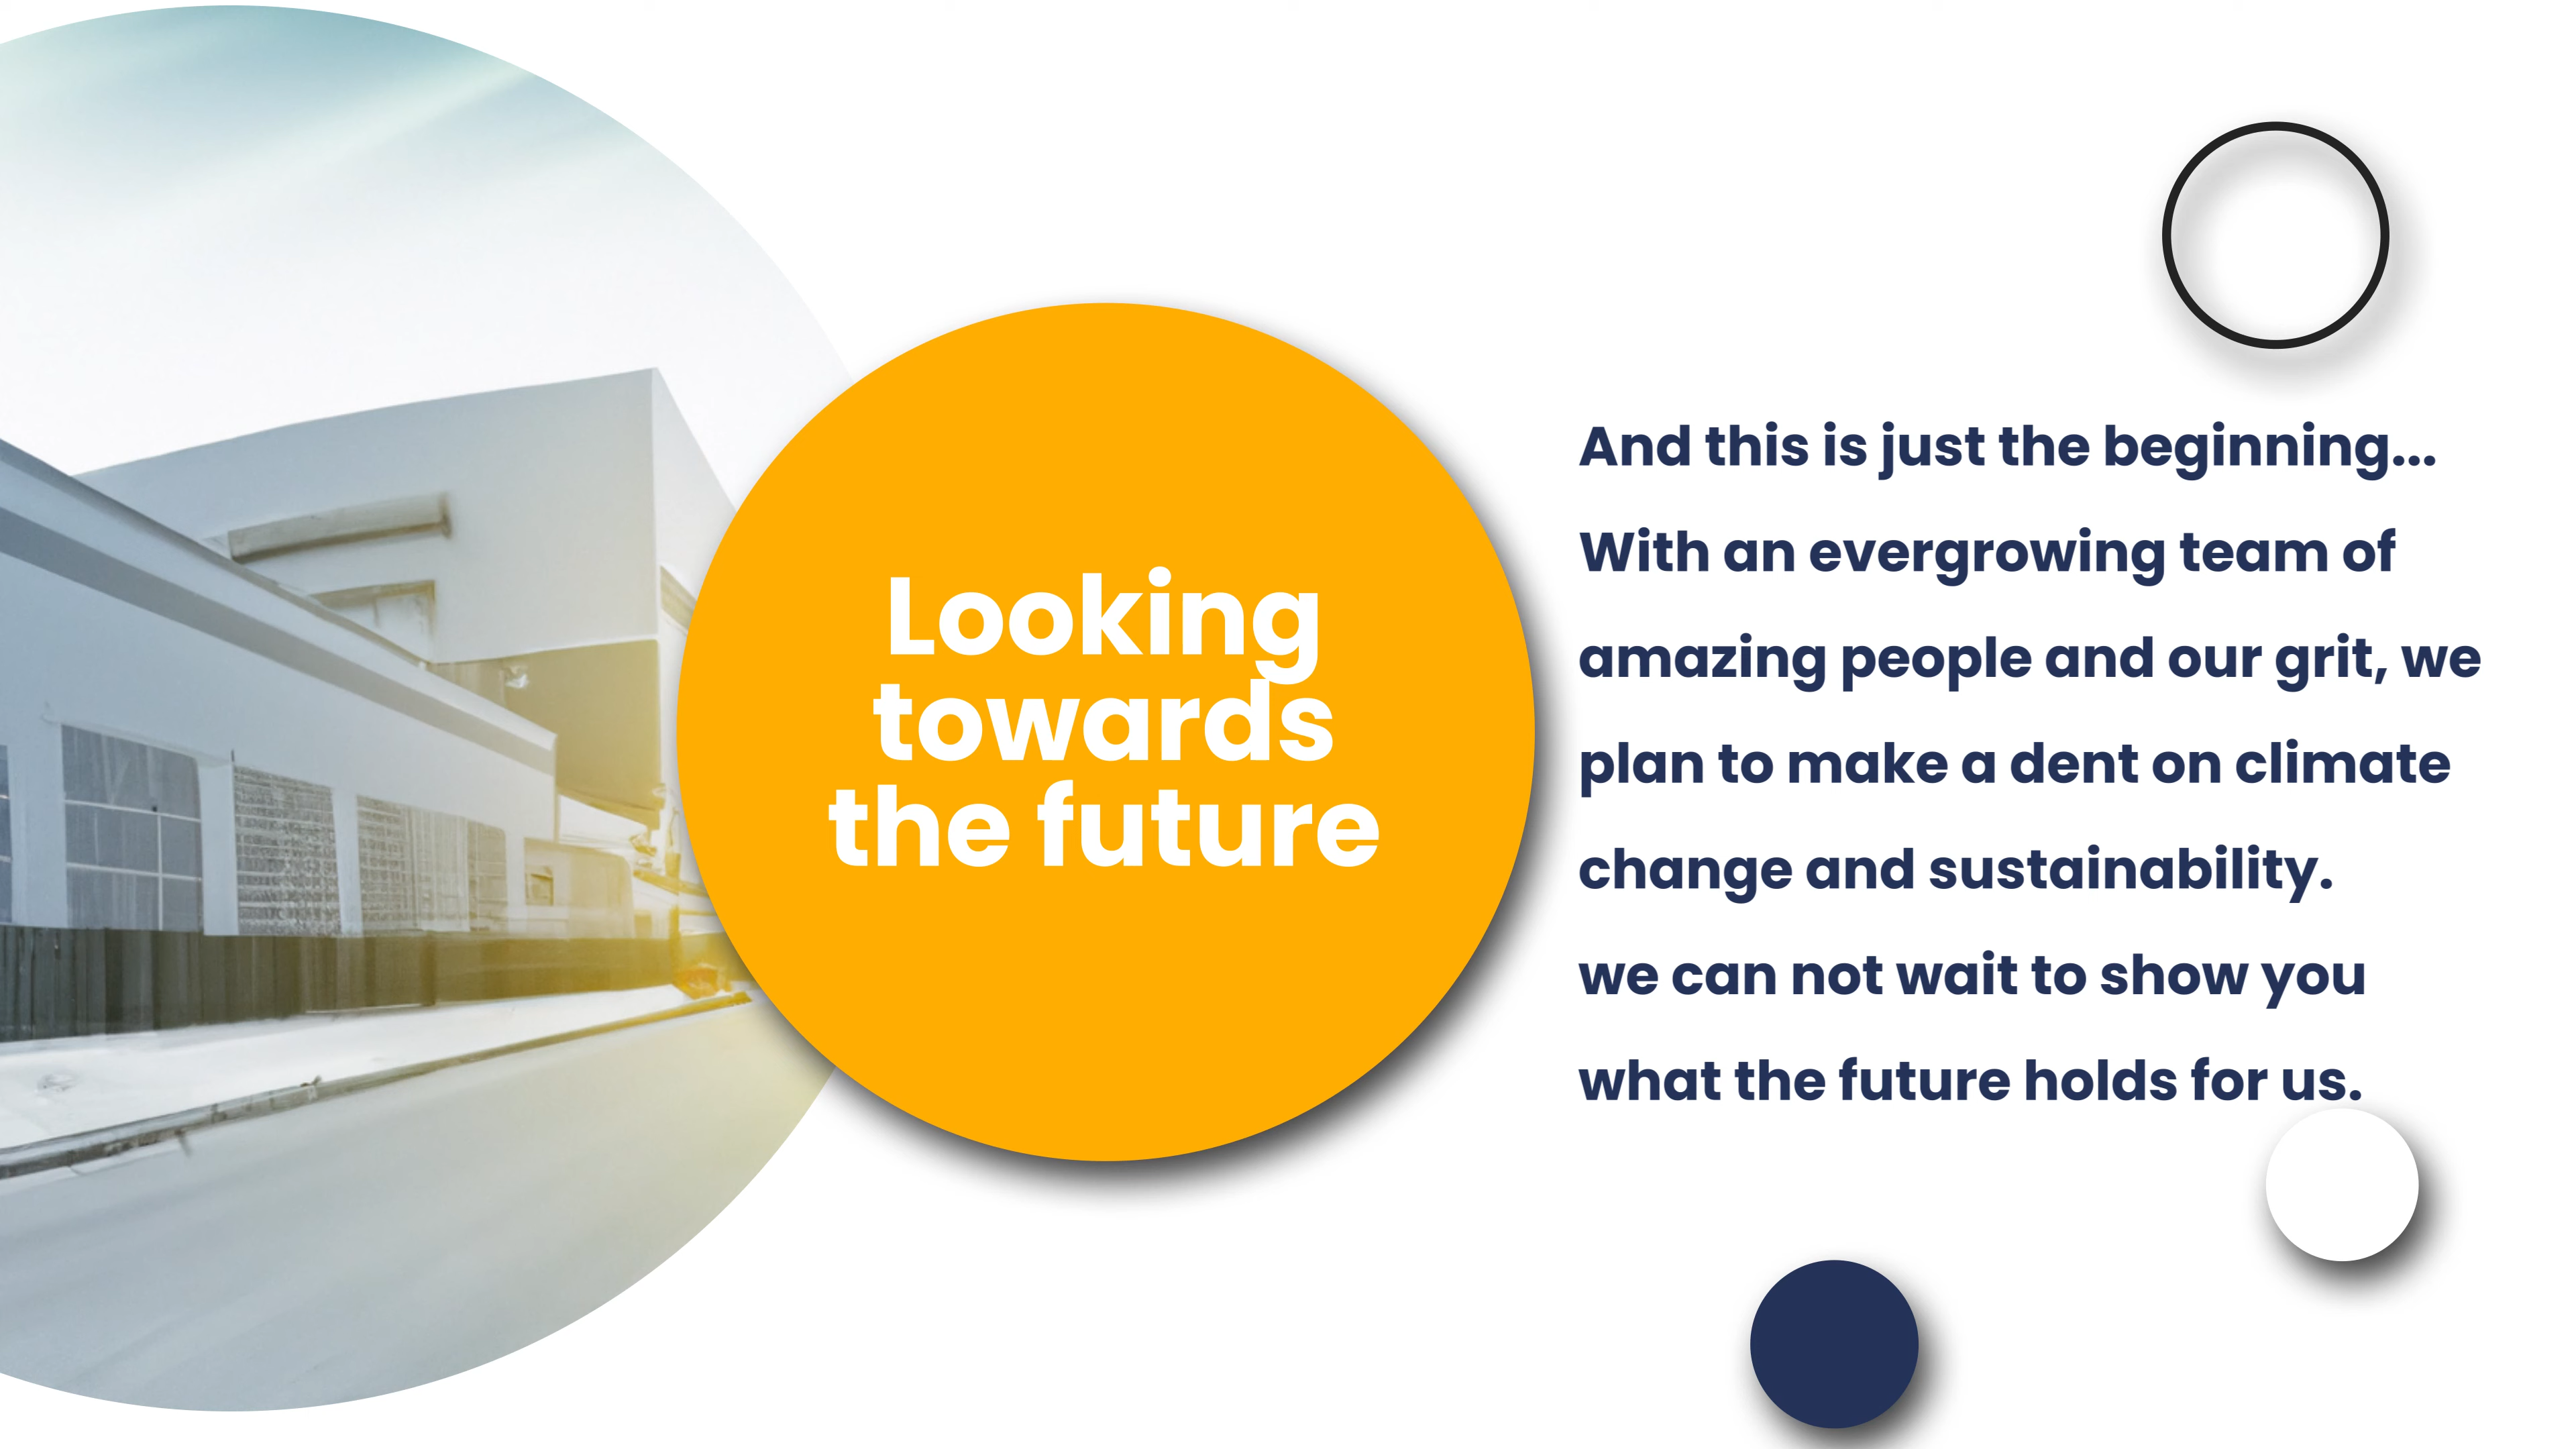 Looking
towards
the future
And this is just the beginning...
With an evergrowing team of
amazing people and our grit, we
plan to make a dent on climate
change and sustainability.
we can not wait to show you
what the future holds for us.